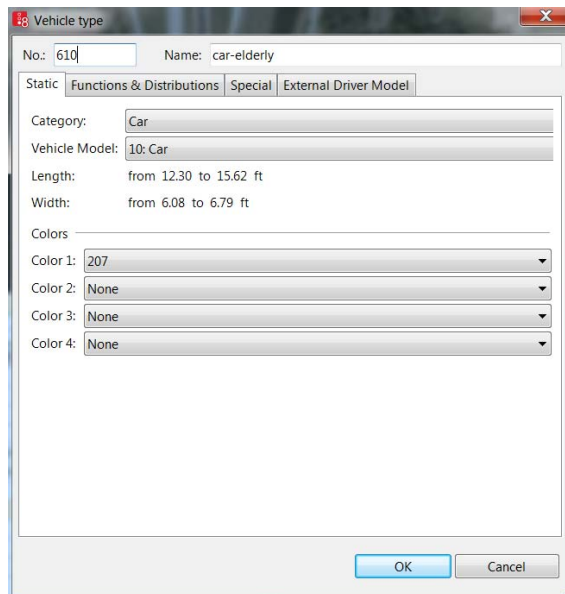 8 Vehicle type
No.: 610 Name: car-elderly
Static Functions & Distributions Special External Driver Model
Category: Car
Vehicle Model: 10: Car
Length: from 12.30 to 15.62 ft
Width: from 6.08 to 6.79 ft
Colors
Color 1: 207
Color 2: None
Color 3: None
Color 4: None
OK Cancel